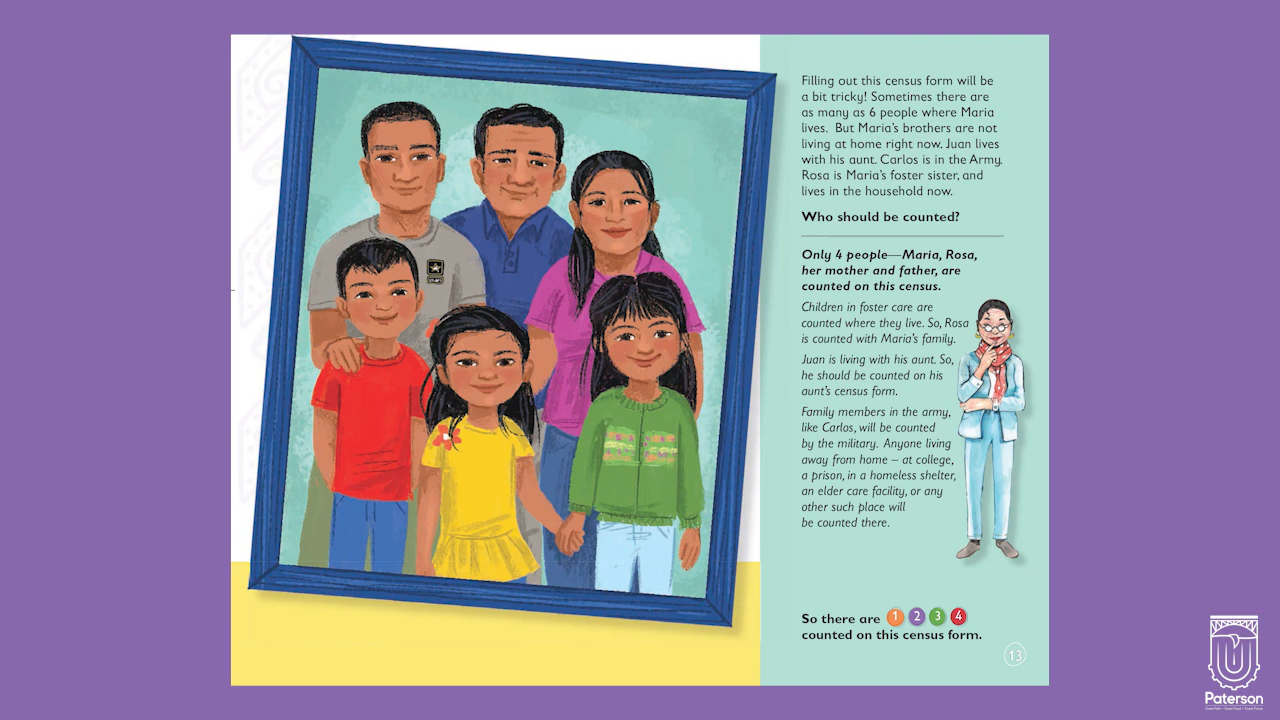 Filling out this census form will be
a bit tricky! Sometimes there are
as many as 6 people where Maria
lives. But Maria's brothers are not
living at home right now. Juan lives
with his aunt. Carlos is in the Army.
Rosa is Maria's foster sister, and
lives in the household now.
Who should be counted?
Only 4 people—Maria, Rosa,
her mother and father, are
counted on this census.
Children in foster care are
counted where they live. So, Rosa
is counted with Maria's family.
Juan is living with his aunt. So,
he should be counted on his
aunt's census form.
Family members in the army,
like Carlos, will be counted
by the military. Anyone living
away from home – at college,
a prison, in a homeless shelter,
an elder care facility, or any
other such place will
be counted there.
So there are 1 2 3 4
counted on this census form.
13
Paterson